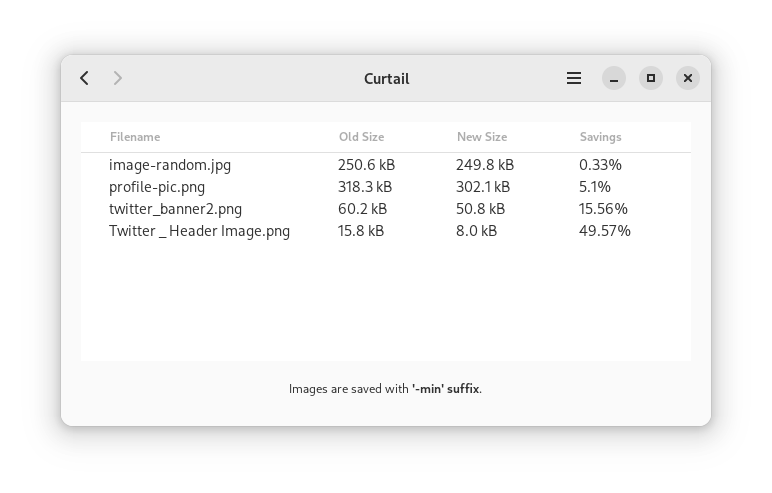 Curtail
Filename Old Size New Size Savings
image-random.jpg 250.6 kB 249.8 kB 0.33%
profile-pic.png 318.3 kB 302.1 kB 5.1%
twitter_banner2.png 60.2 kB 50.8 kB 15.56%
Twitter _ Header Image.png 15.8 kB 8.0 kB 49.57%
Images are saved with '-min' suffix.